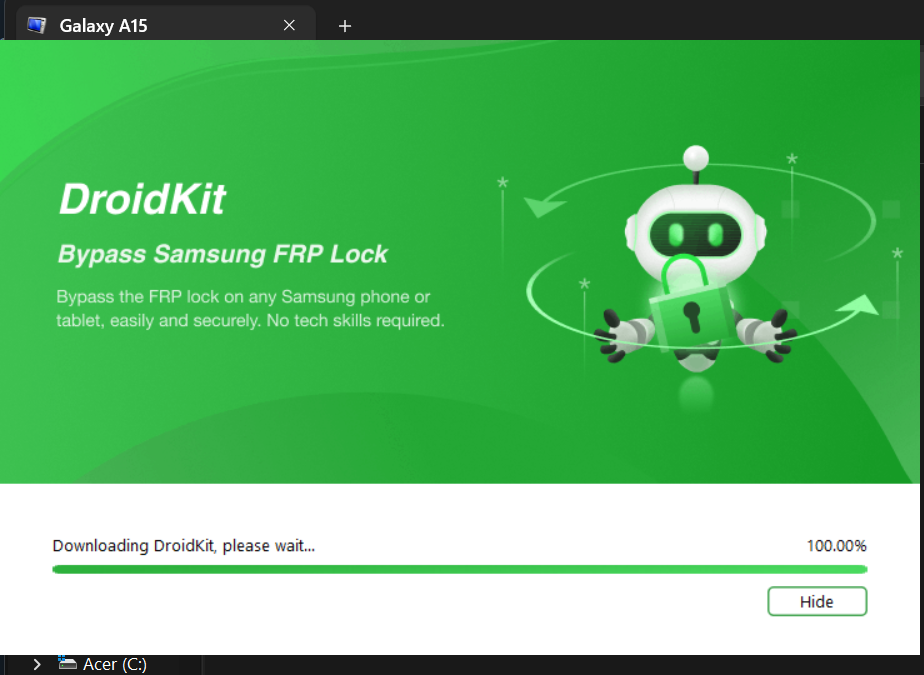 Galaxy A15
DroidKit
Bypass Samsung FRP Lock
Bypass the FRP lock on any Samsung phone or
tablet, easily and securely. No tech skills required.
Downloading DroidKit, please wait...
100.00%
Hide
Acer (C:)